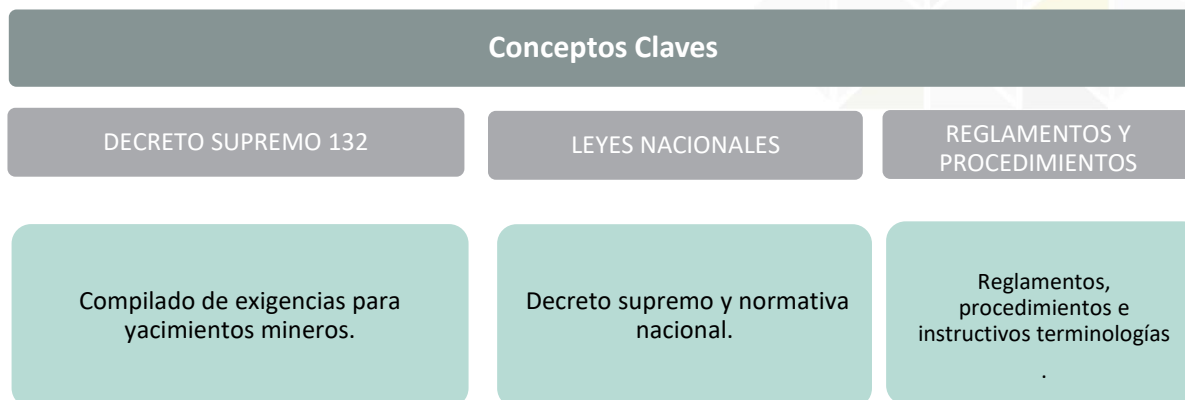 Conceptos Claves
DECRETO SUPREMO 132
LEYES NACIONALES
REGLAMENTOS Y
PROCEDIMIENTOS
Compilado de exigencias para
yacimientos mineros.
Decreto supremo y normativa
nacional.
Reglamentos,
procedimientos e
instructivos terminologías
.